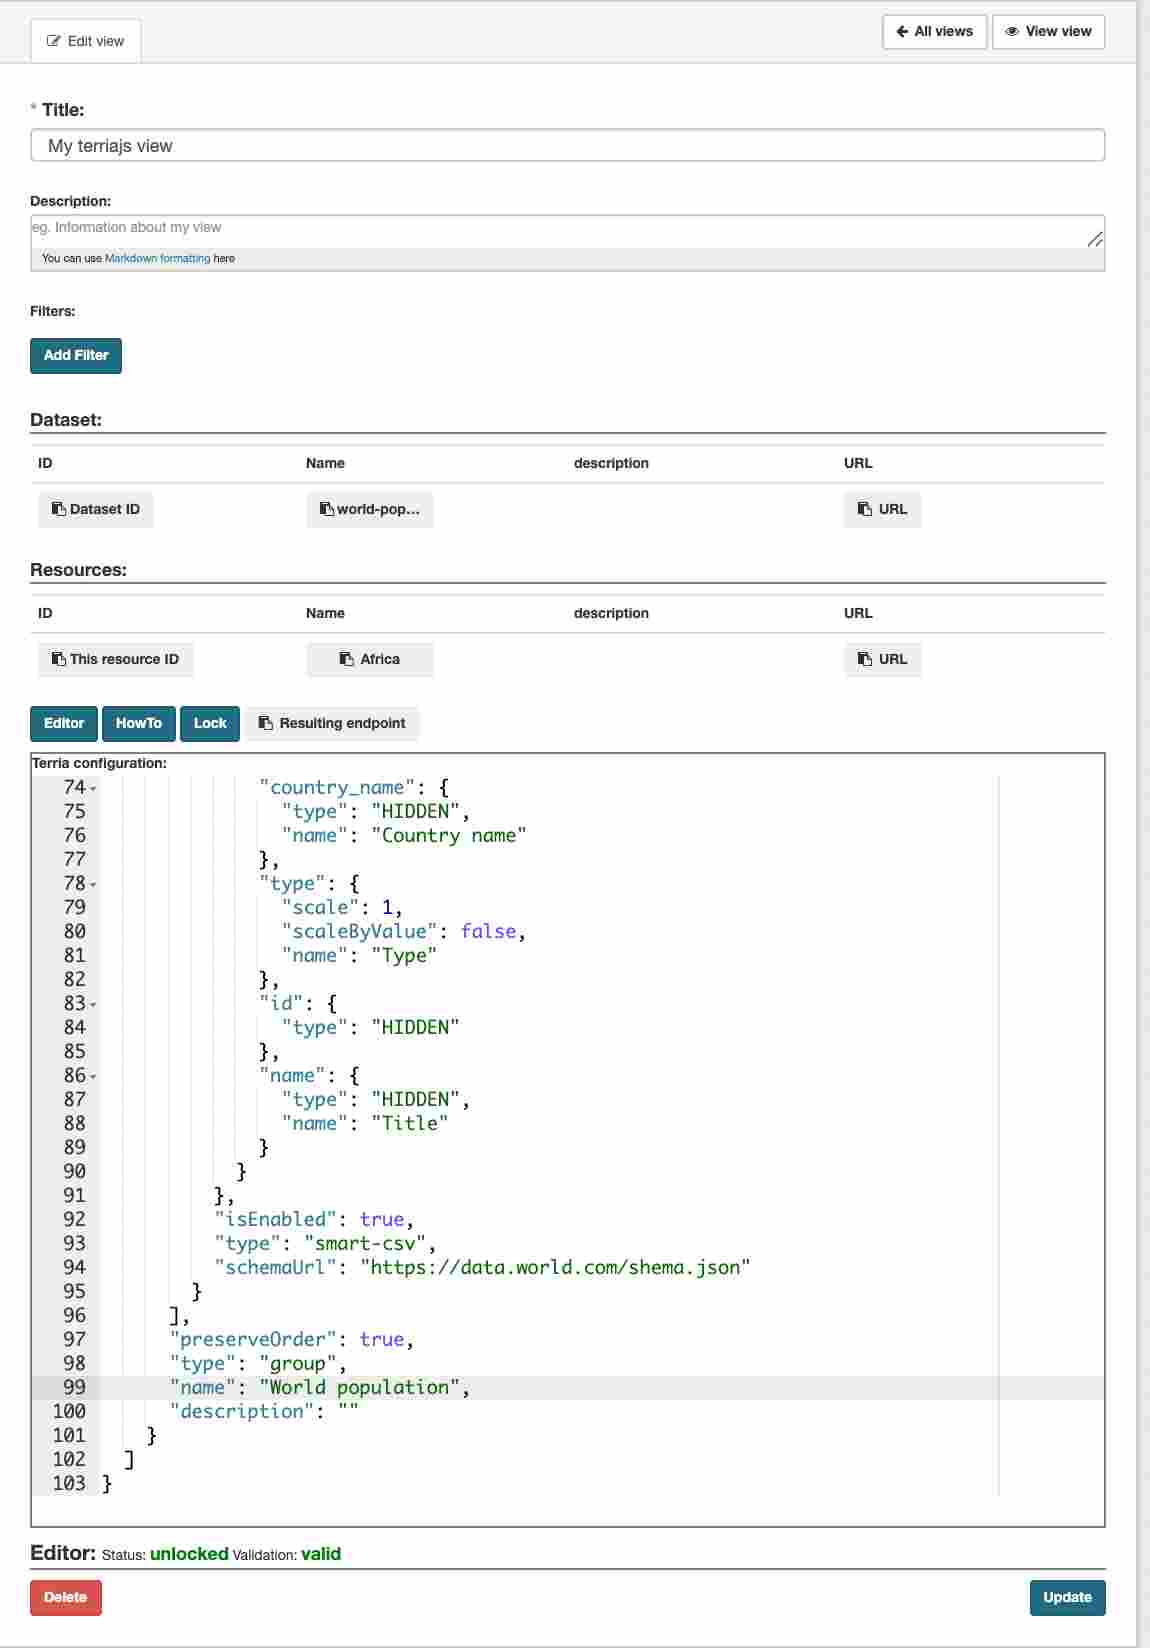 Edit view
All views
View view
* Title:
My terriajs view
Description:
eg. Information about my view
You can use Markdown formatting here
Filters:
Add Filter
Dataset:
ID Name description URL
Dataset ID world-pop... URL
Resources:
ID Name description URL
This resource ID Africa URL
Editor HowTo Lock Resulting endpoint
Terria configuration:
74 "country_name": {
75 "type": "HIDDEN",
76 "name": "Country name"
77 },
78 "type": {
79 "scale": 1,
80 "scaleByValue": false,
81 "name": "Type"
82 },
83 "id": {
84 "type": "HIDDEN"
85 },
86 "name": {
87 "type": "HIDDEN",
88 "name": "Title"
89 }
90 }
91 },
92 "isEnabled": true,
93 "type": "smart-csv",
94 "schemaUrl": "https://data.world.com/shema.json"
95 }
96 ],
97 "preserveOrder": true,
98 "type": "group",
99 "name": "World population",
100 "description": ""
101 }
102 ]
103 }
Editor: Status: unlocked Validation: valid
Delete
Update